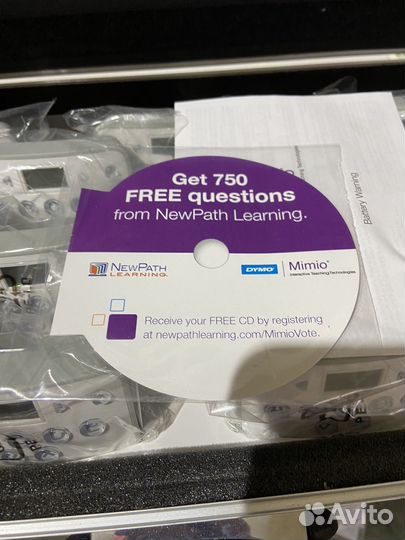 Get 750
FREE questions
from NewPath Learning.
NEWPATH
LEARNING
DYMO
Mimio
Interactive Teaching Technologies
Receive your FREE CD by registering
at newpathlearning.com/MimioVote.
Battery Warning
Avito